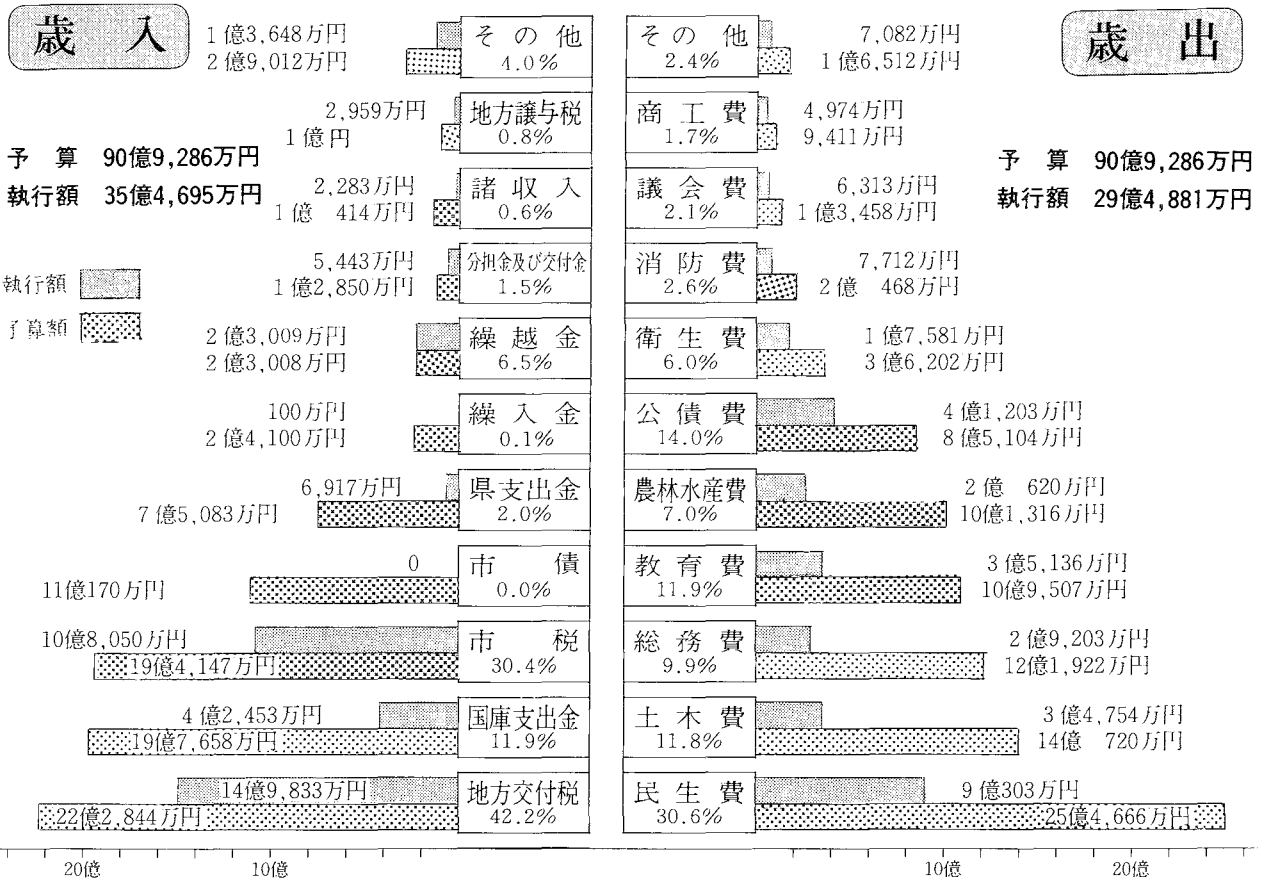 歳入
予算 90億9,286万円
執行額 35億4,695万円
執行額
予算額
1億3,648万円
2億9,012万円
その他
4.0%
2,959万円
1億円
地方譲与税
0.8%
2,283万円
1億 414万円
諸収入
0.6%
5,443万円
1億2,850万円
分担金及び交付金
1.5%
2億3,009万円
2億3,008万円
繰越金
6.5%
100万円
2億4,100万円
繰入金
0.1%
6,917万円
7億5,083万円
県支出金
2.0%
0
11億170万円
市債
0.0%
10億8,050万円
19億4,147万円
市税
30.4%
4億2,453万円
19億7,658万円
国庫支出金
11.9%
14億9,833万円
22億2,844万円
地方交付税
42.2%
20億 10億
歳出
予算 90億9,286万円
執行額 29億4,881万円
その他
2.4%
7,082万円
1億6,512万円
商工費
1.7%
4,974万円
9,411万円
議会費
2.1%
6,313万円
1億3,458万円
消防費
2.6%
7,712万円
2億 468万円
衛生費
6.0%
1億7,581万円
3億6,202万円
公債費
14.0%
4億1,203万円
8億5,104万円
農林水産費
7.0%
2億 620万円
10億1,316万円
教育費
11.9%
3億5,136万円
10億9,507万円
総務費
9.9%
2億9,203万円
12億1,922万円
土木費
11.8%
3億4,754万円
14億 720万円
民生費
30.6%
9億303万円
25億4,666万円
10億 20億